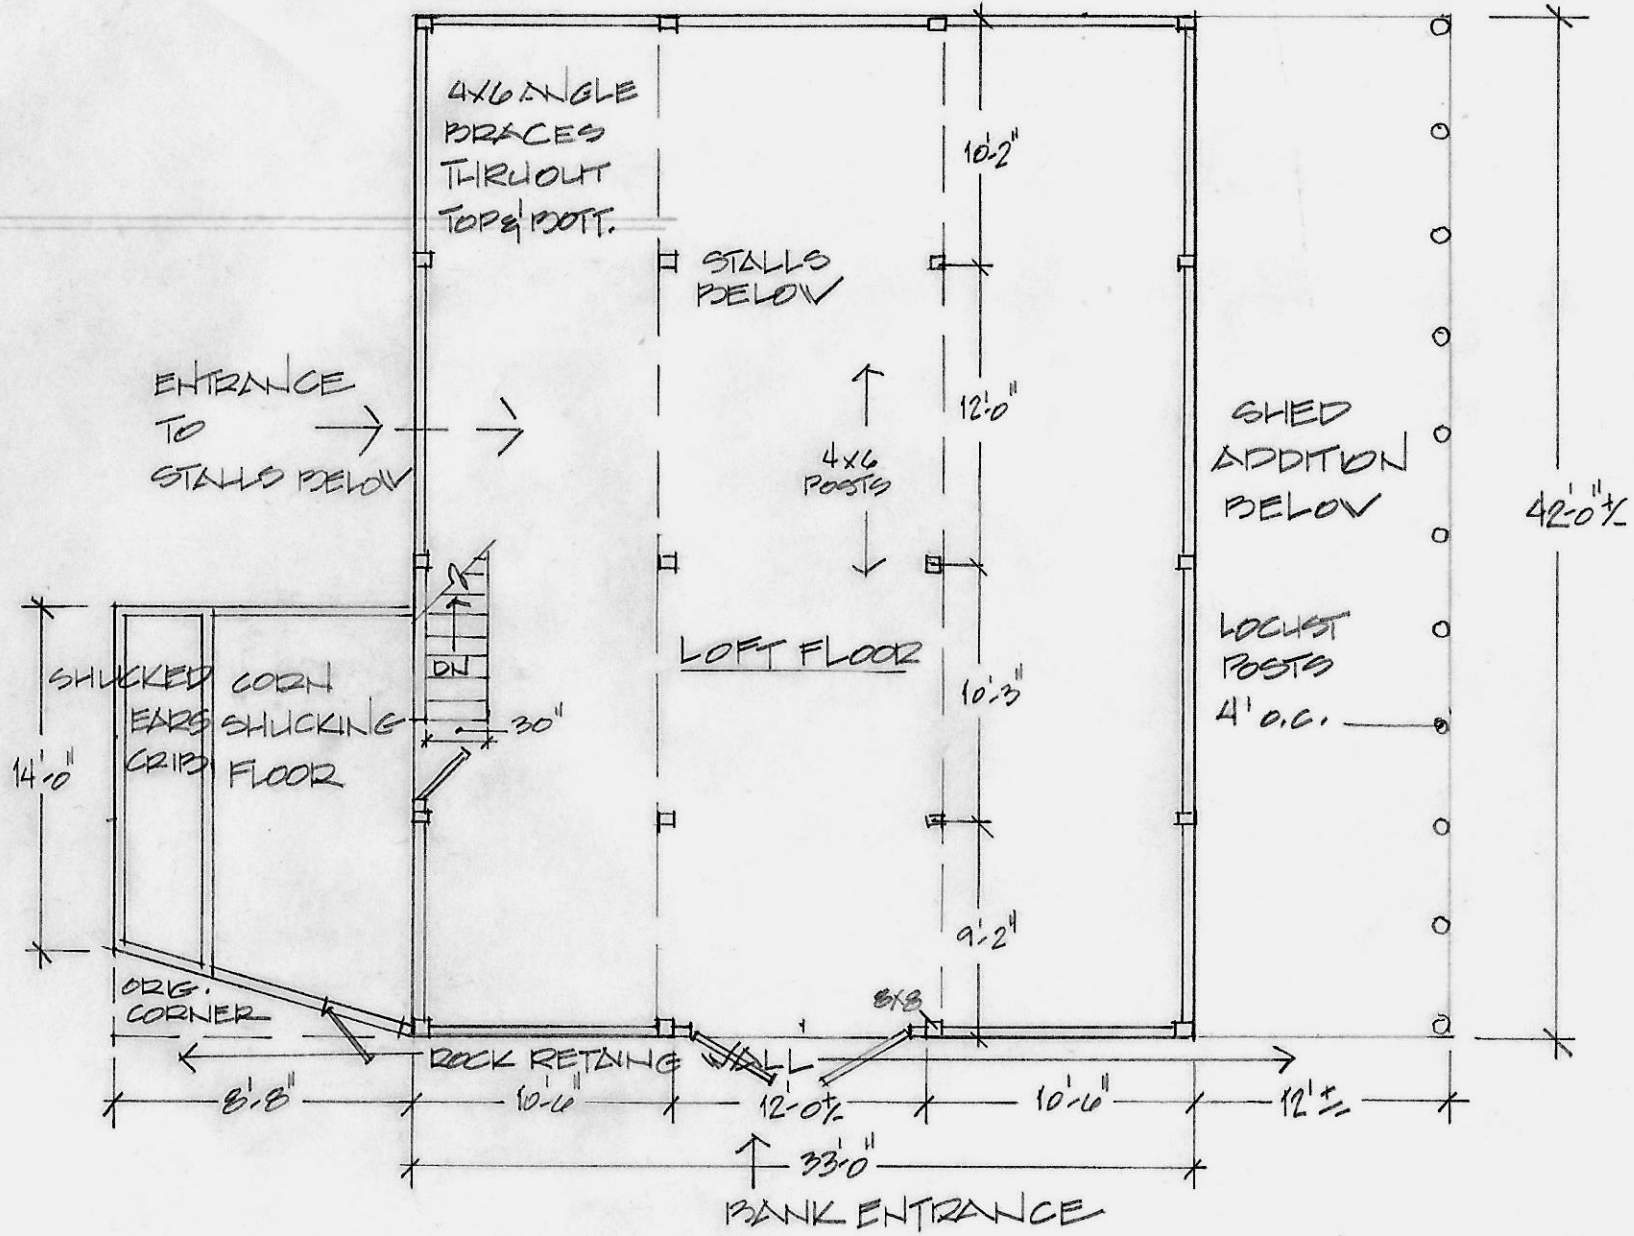 4X6 ANGLE
BRACES
THRUOUT
TOP & BOTT.
10'-2"
STALLS
BELOW
ENTRANCE
TO
STALLS BELOW
12'-0"
4X6
POSTS
SHED
ADDITION
BELOW
42'-0" +/-
DN
LOFT FLOOR
LOCUST
POSTS
4' O.C.
10'-3"
30"
SHUCKED
EARS
CRIB
CORN
SHUCKING
FLOOR
14'-0"
9'-2"
8X8
ORIG.
CORNER
ROCK RETAING WALL
8'-8"
10'-6"
12'-0 +/-
10'-6"
12' +/-
33'-0"
BANK ENTRANCE